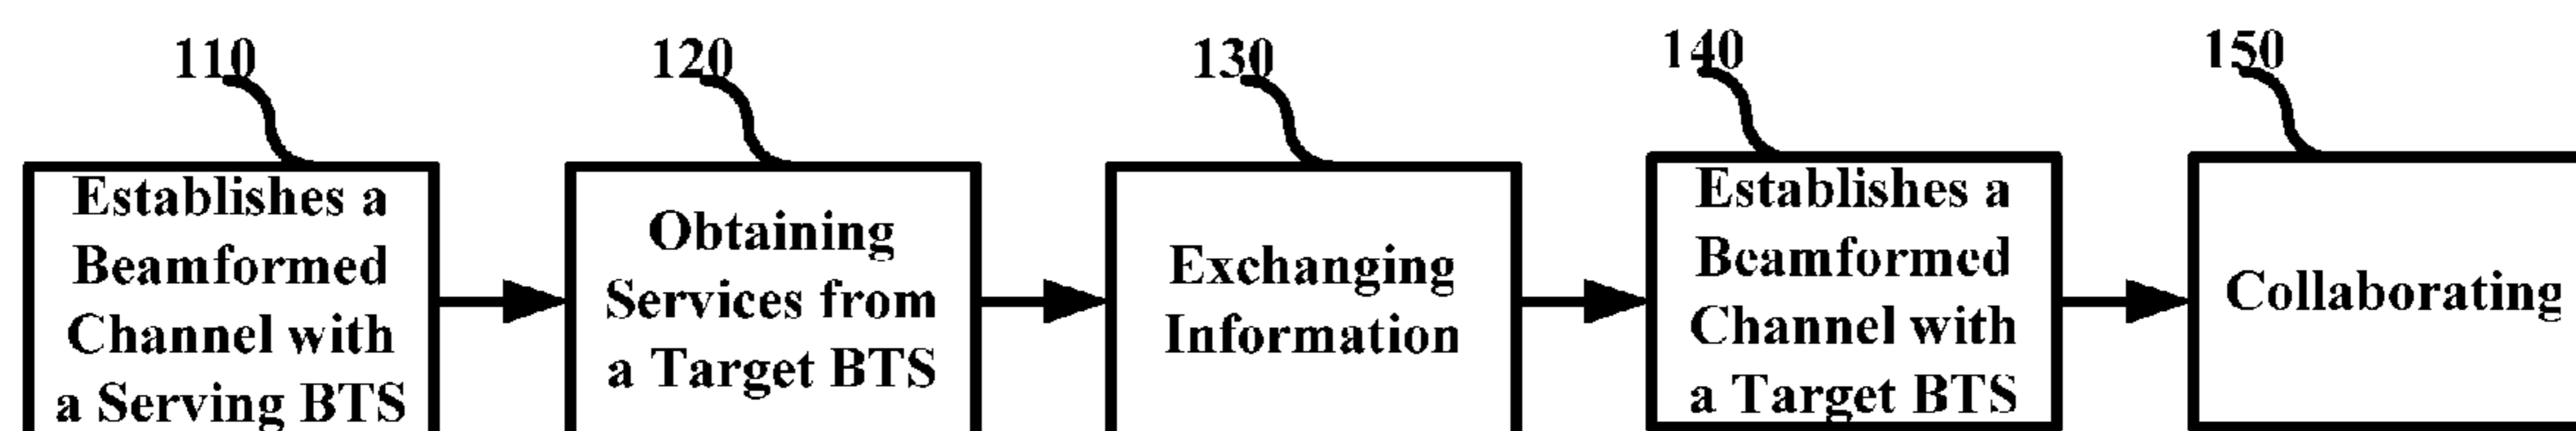 110
120
130
140
150
Establishes a
Beamformed
Channel with
a Serving BTS
Obtaining
Services from
a Target BTS
Exchanging
Information
Establishes a
Beamformed
Channel with
a Target BTS
Collaborating